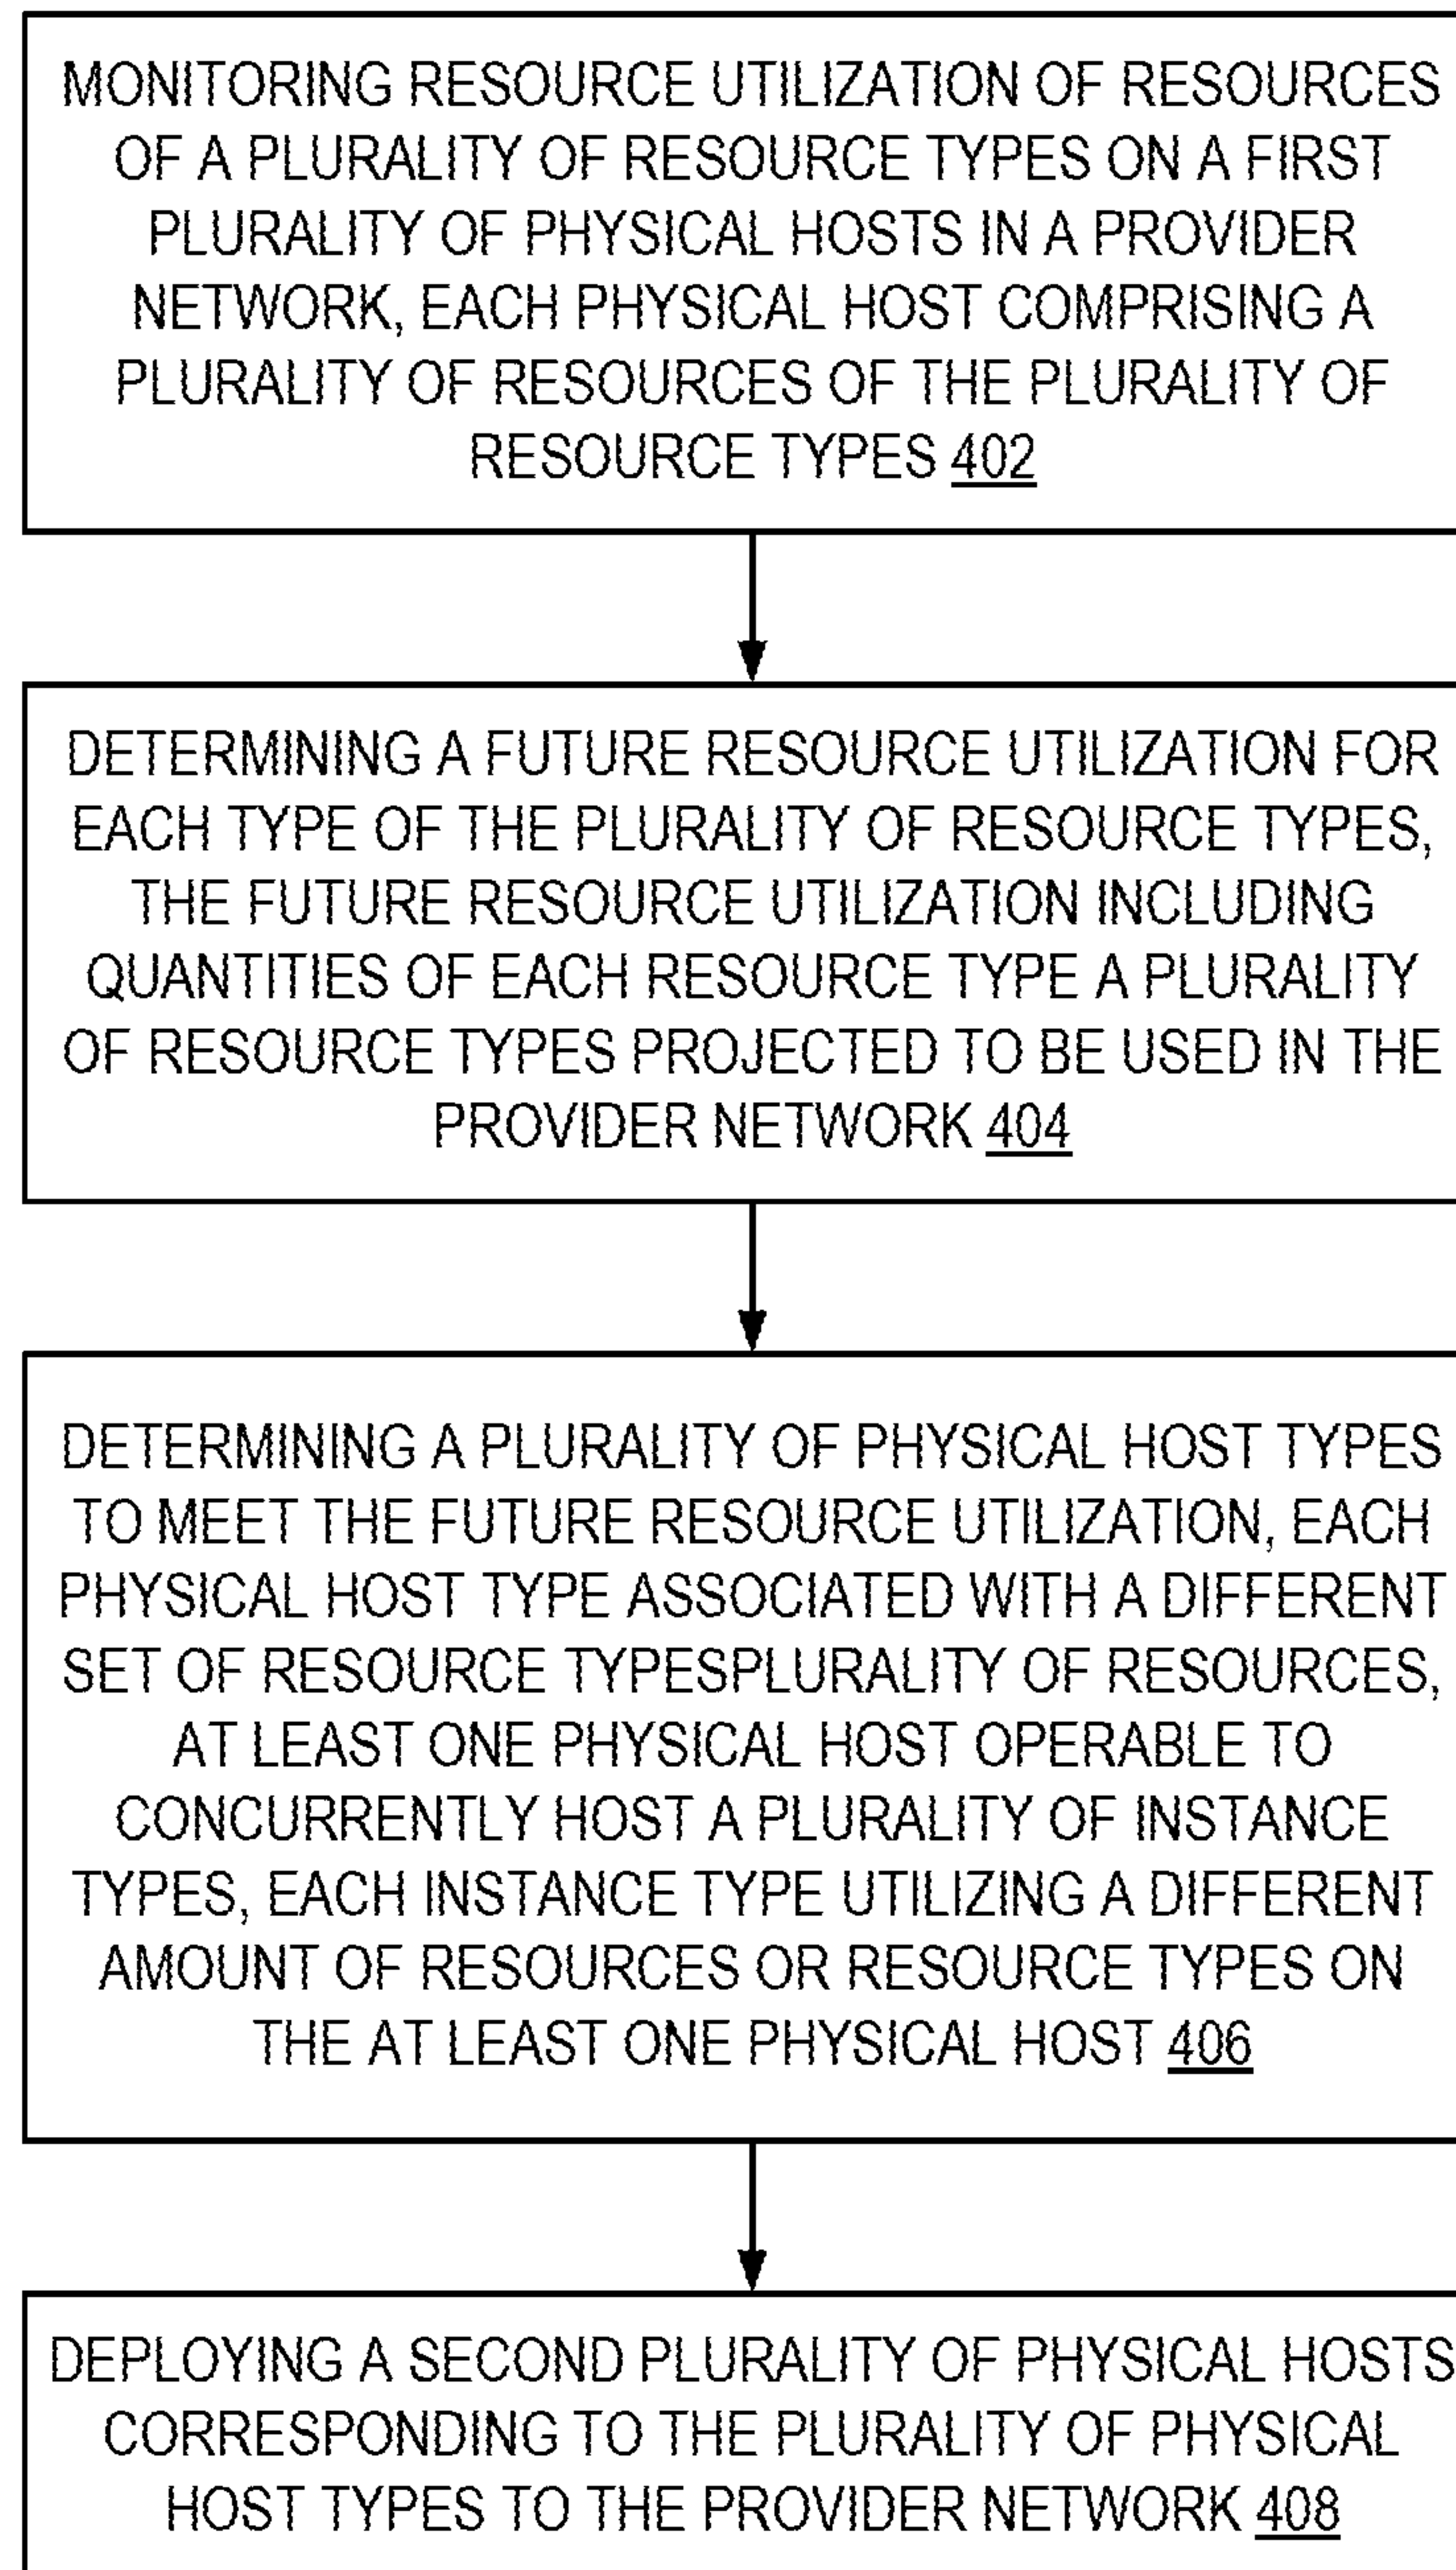 MONITORING RESOURCE UTILIZATION OF RESOURCES
OF A PLURALITY OF RESOURCE TYPES ON A FIRST
PLURALITY OF PHYSICAL HOSTS IN A PROVIDER
NETWORK, EACH PHYSICAL HOST COMPRISING A
PLURALITY OF RESOURCES OF THE PLURALITY OF
RESOURCE TYPES 402
DETERMINING A FUTURE RESOURCE UTILIZATION FOR
EACH TYPE OF THE PLURALITY OF RESOURCE TYPES,
THE FUTURE RESOURCE UTILIZATION INCLUDING
QUANTITIES OF EACH RESOURCE TYPE A PLURALITY
OF RESOURCE TYPES PROJECTED TO BE USED IN THE
PROVIDER NETWORK 404
DETERMINING A PLURALITY OF PHYSICAL HOST TYPES
TO MEET THE FUTURE RESOURCE UTILIZATION, EACH
PHYSICAL HOST TYPE ASSOCIATED WITH A DIFFERENT
SET OF RESOURCE TYPESPLURALITY OF RESOURCES,
AT LEAST ONE PHYSICAL HOST OPERABLE TO
CONCURRENTLY HOST A PLURALITY OF INSTANCE
TYPES, EACH INSTANCE TYPE UTILIZING A DIFFERENT
AMOUNT OF RESOURCES OR RESOURCE TYPES ON
THE AT LEAST ONE PHYSICAL HOST 406
DEPLOYING A SECOND PLURALITY OF PHYSICAL HOSTS
CORRESPONDING TO THE PLURALITY OF PHYSICAL
HOST TYPES TO THE PROVIDER NETWORK 408